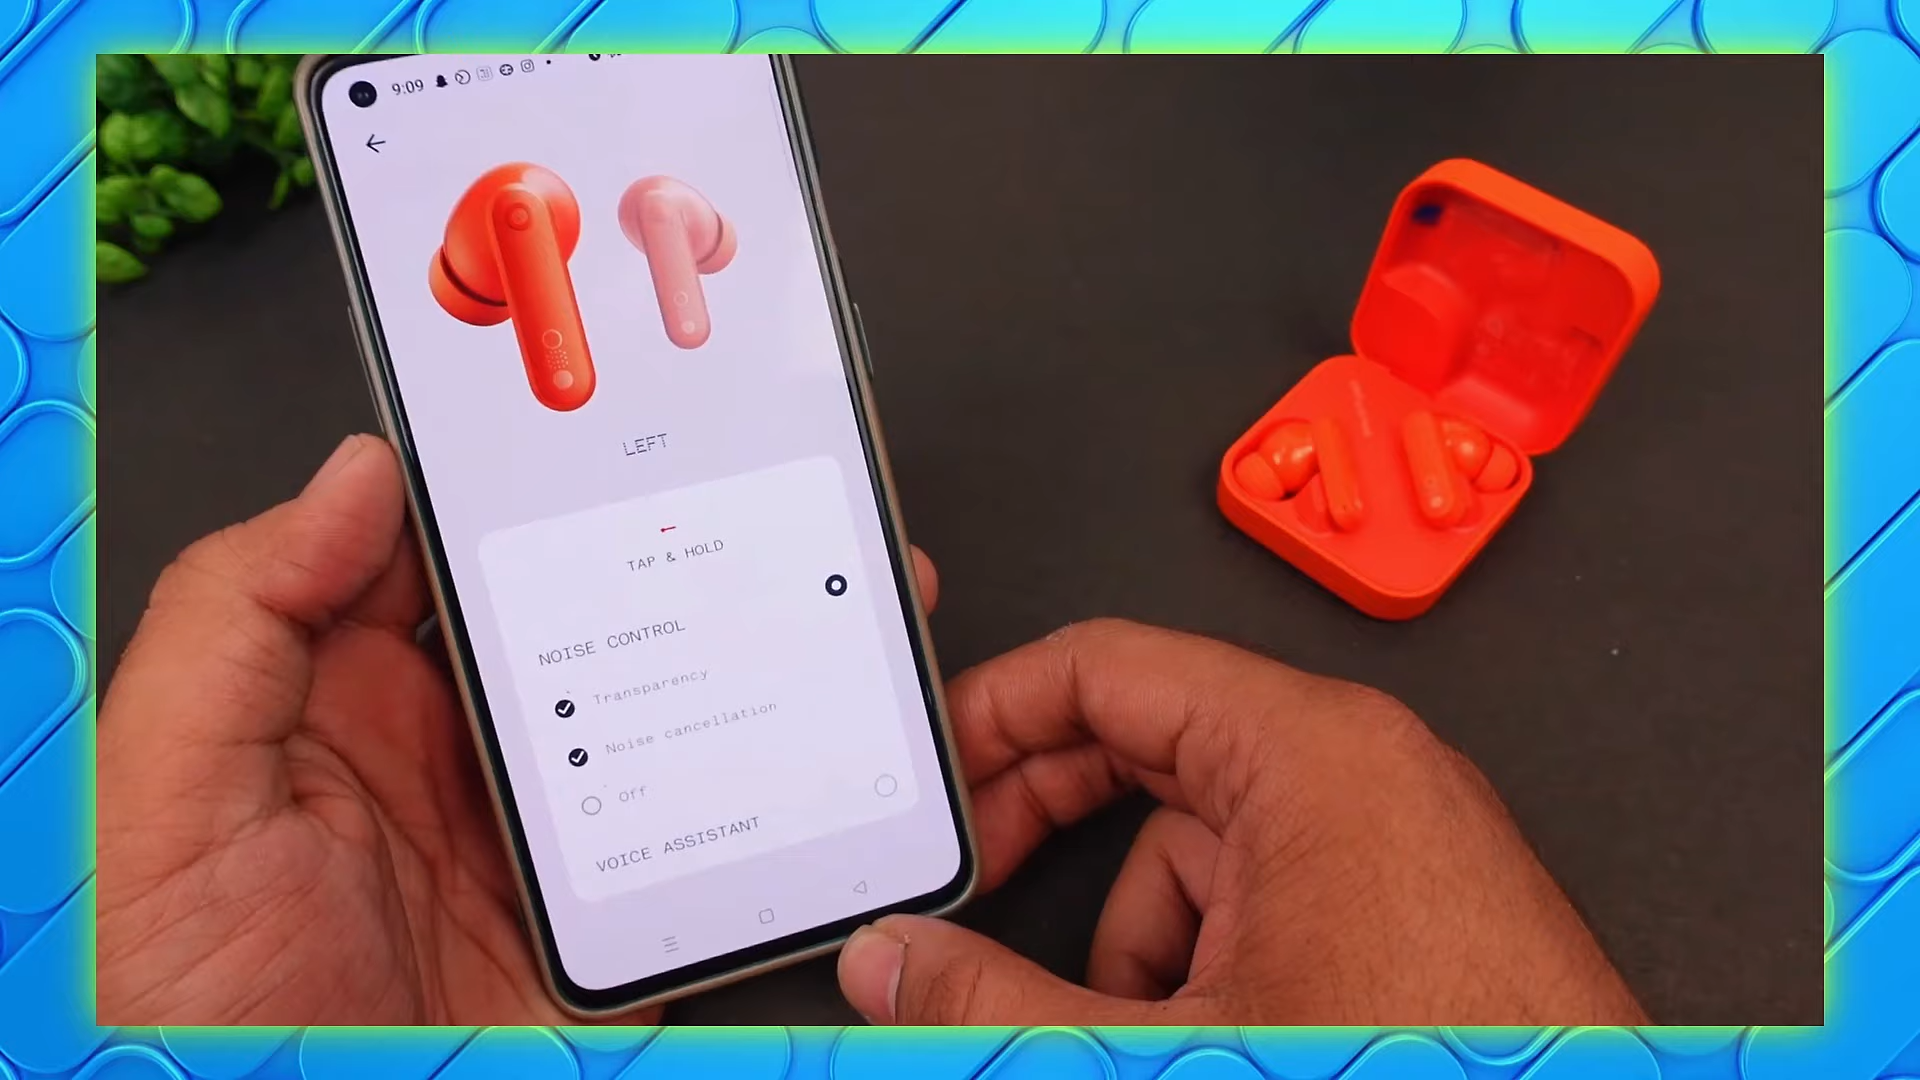 9:09
LEFT
TAP & HOLD
NOISE CONTROL
Transparency
Noise cancellation
Off
VOICE ASSISTANT